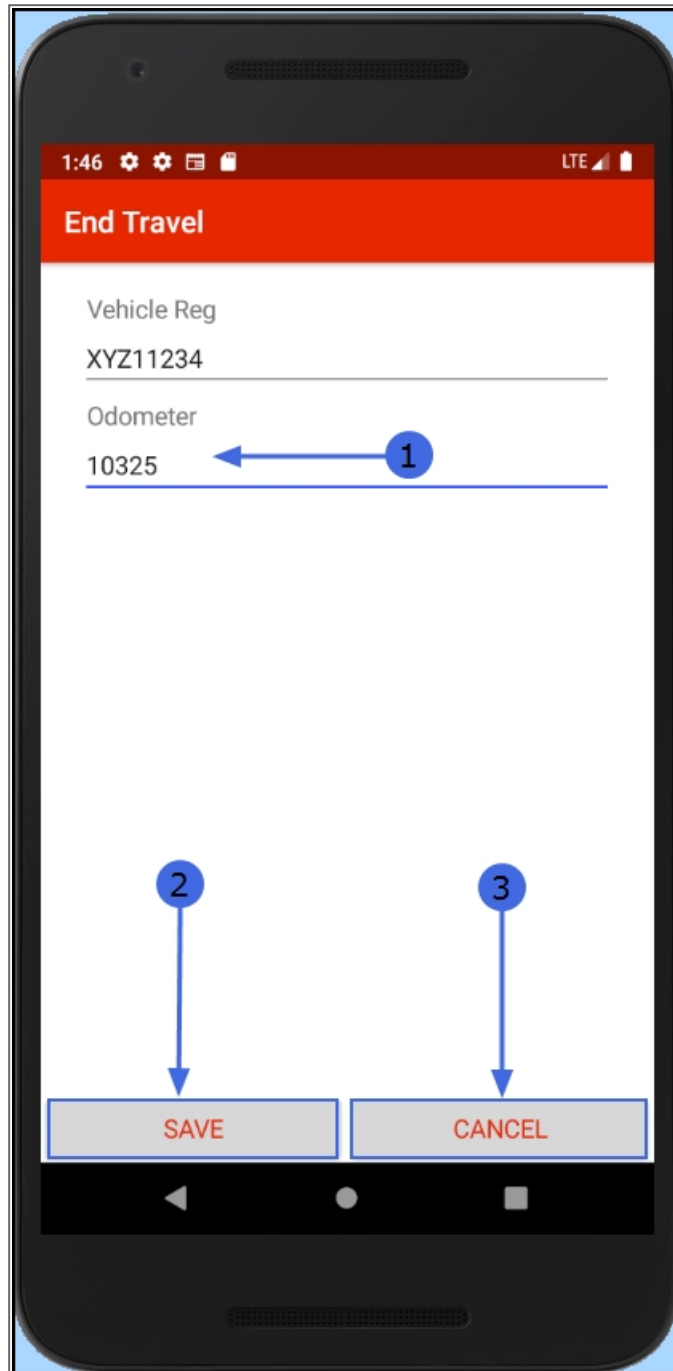 1:46 LTE
End Travel
Vehicle Reg
XYZ11234
Odometer
10325 1
2 3
SAVE CANCEL